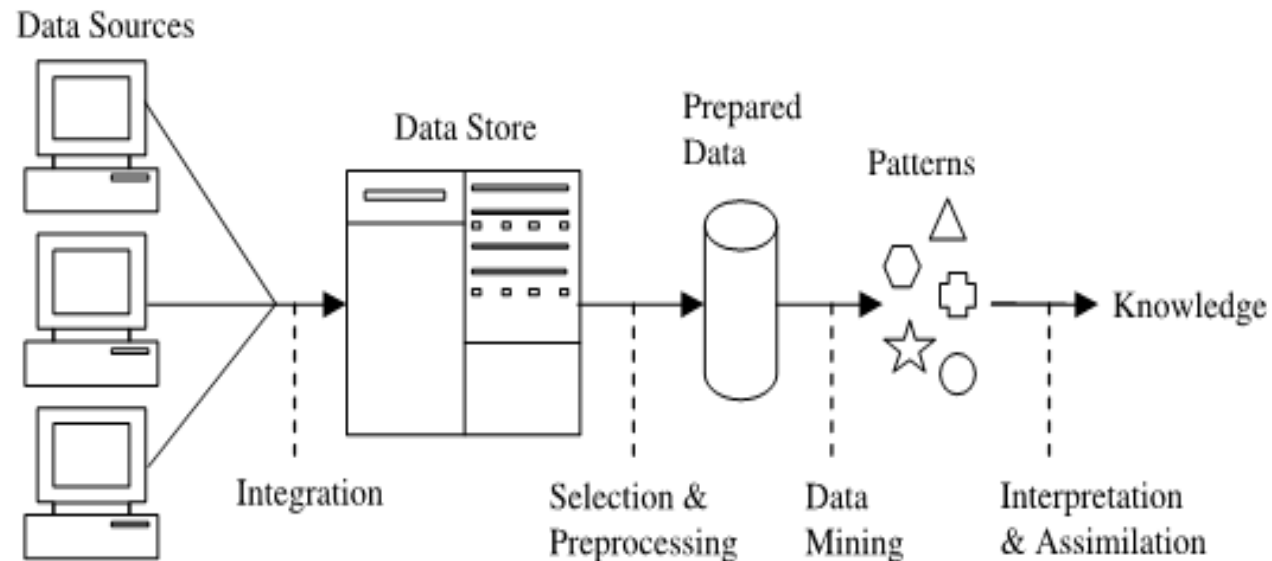 Data Sources
Data Store
Prepared
Data
Patterns
Knowledge
Integration
Selection &
Preprocessing
Data
Mining
Interpretation
& Assimilation